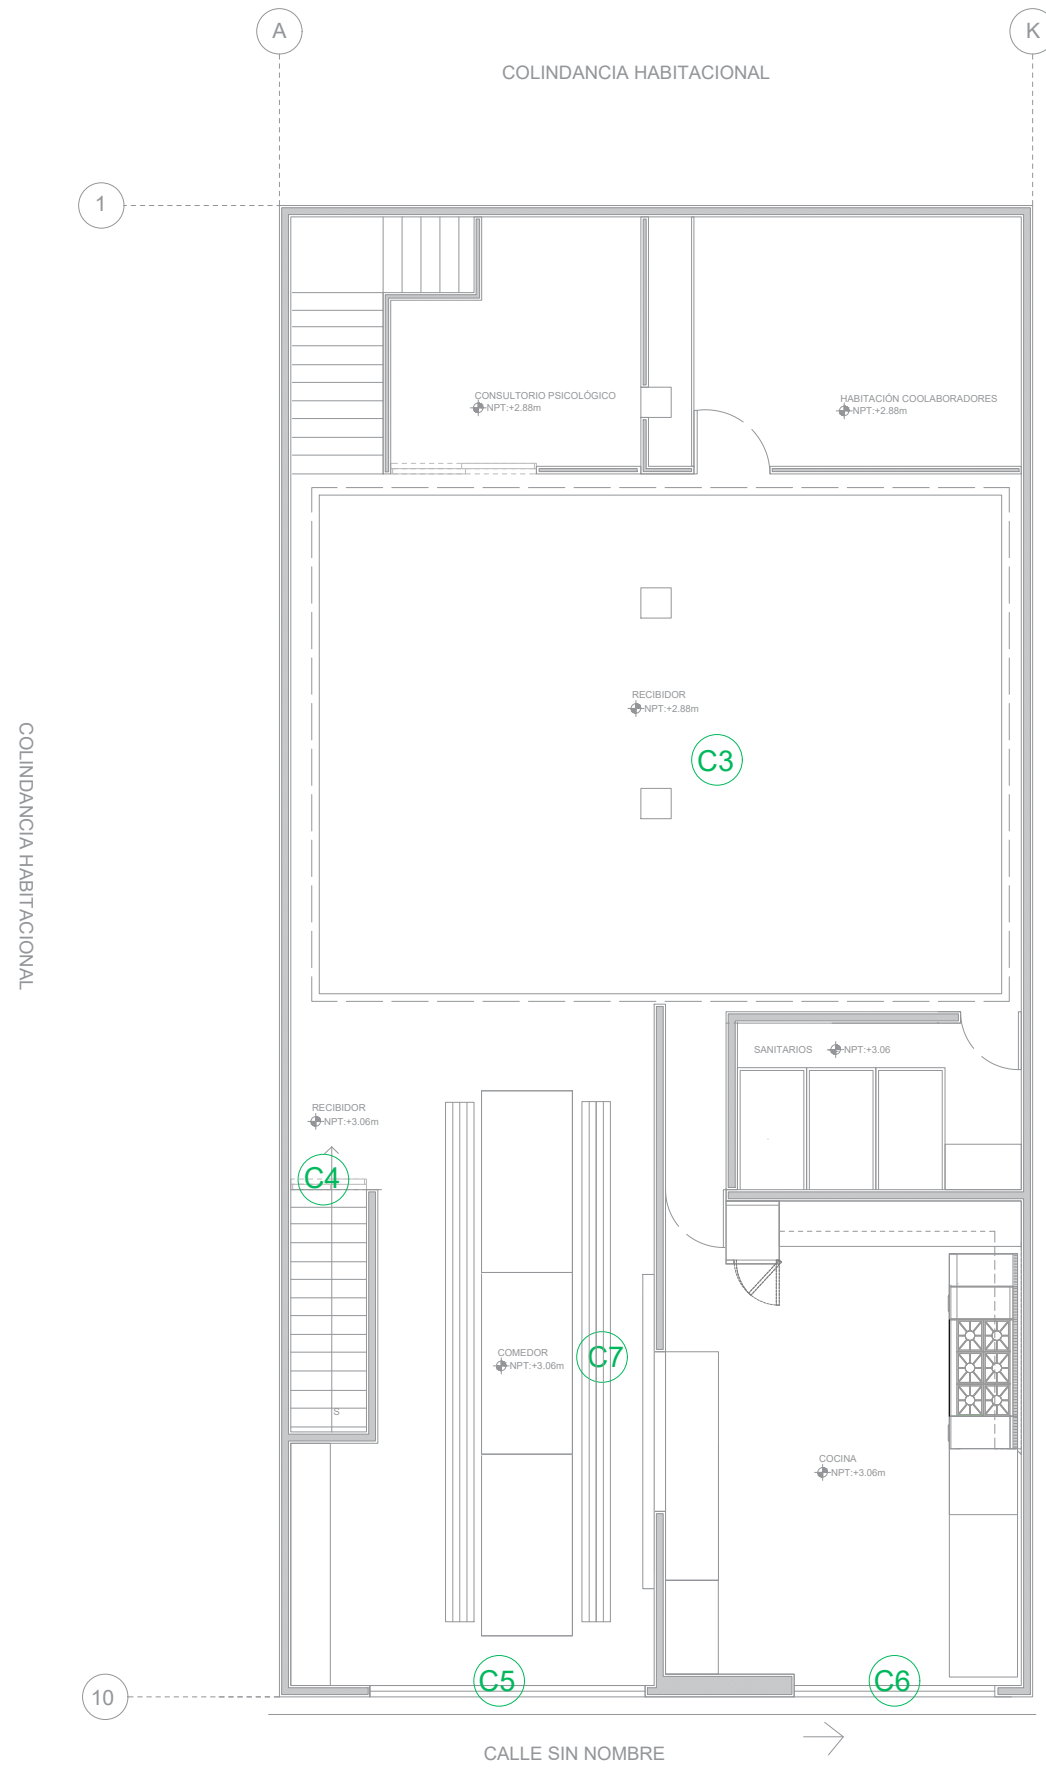 A
K
COLINDANCIA HABITACIONAL
1
CONSULTORIO PSICOLÓGICO
NPT:+2.88m
HABITACIÓN COOLABORADORES
NPT:+2.88m
RECIBIDOR
NPT:+2.88m
C3
COLINDANCIA HABITACIONAL
SANITARIOS NPT:+3.06
RECIBIDOR
NPT:+3.06m
C4
COMEDOR
NPT:+3.06m
C7
S
COCINA
NPT:+3.06m
C5
C6
10
CALLE SIN NOMBRE